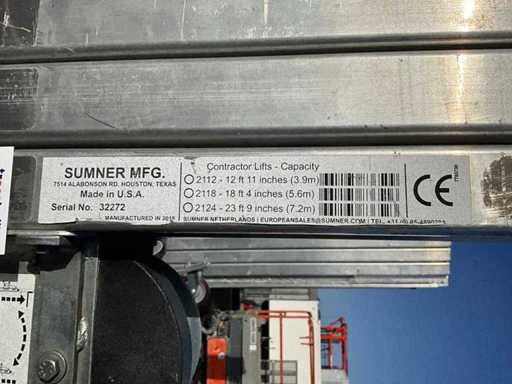 SUMNER MFG.
7514 ALABONSON RD, HOUSTON, TEXAS
Made in U.S.A.
Serial No. 32272
MANUFACTURED IN 2018
Contractor Lifts - Capacity
2112 - 12 ft 11 inches (3.9m)
2118 - 18 ft 4 inches (5.6m)
2124 - 23 ft 9 inches (7.2m)
SUMNER NETHERLANDS | EUROPEANSALES@SUMNER.COM | TEL.
CE